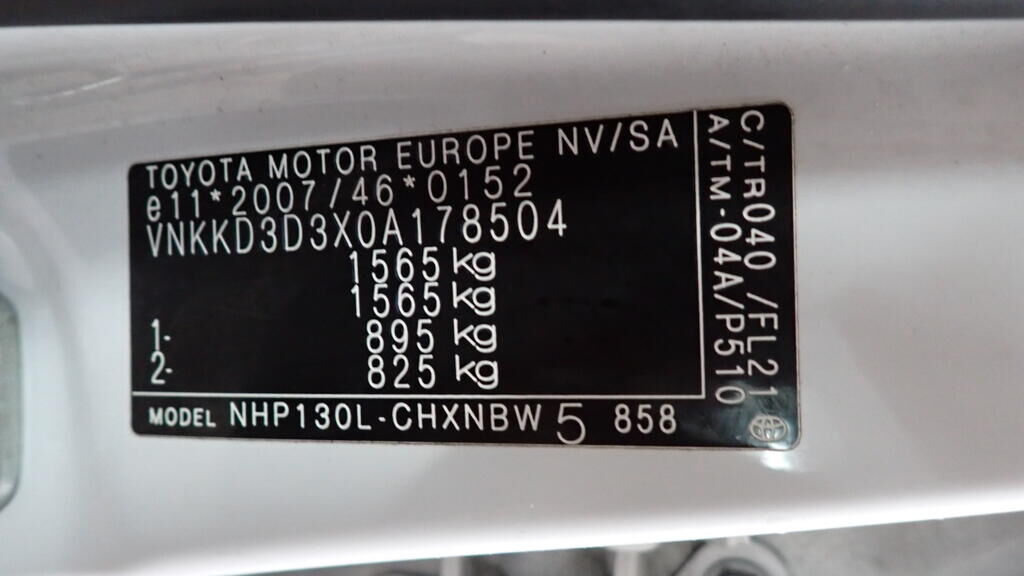 TOYOTA MOTOR EUROPE NV/SA
e11*2007/46*0152
VNKKD3D3X0A178504
1565 kg
1565 kg
1- 895 kg
2- 825 kg
MODEL NHP130L-CHXNBW 5 858
C/TR040 /FL21
A/TM-04A/P510